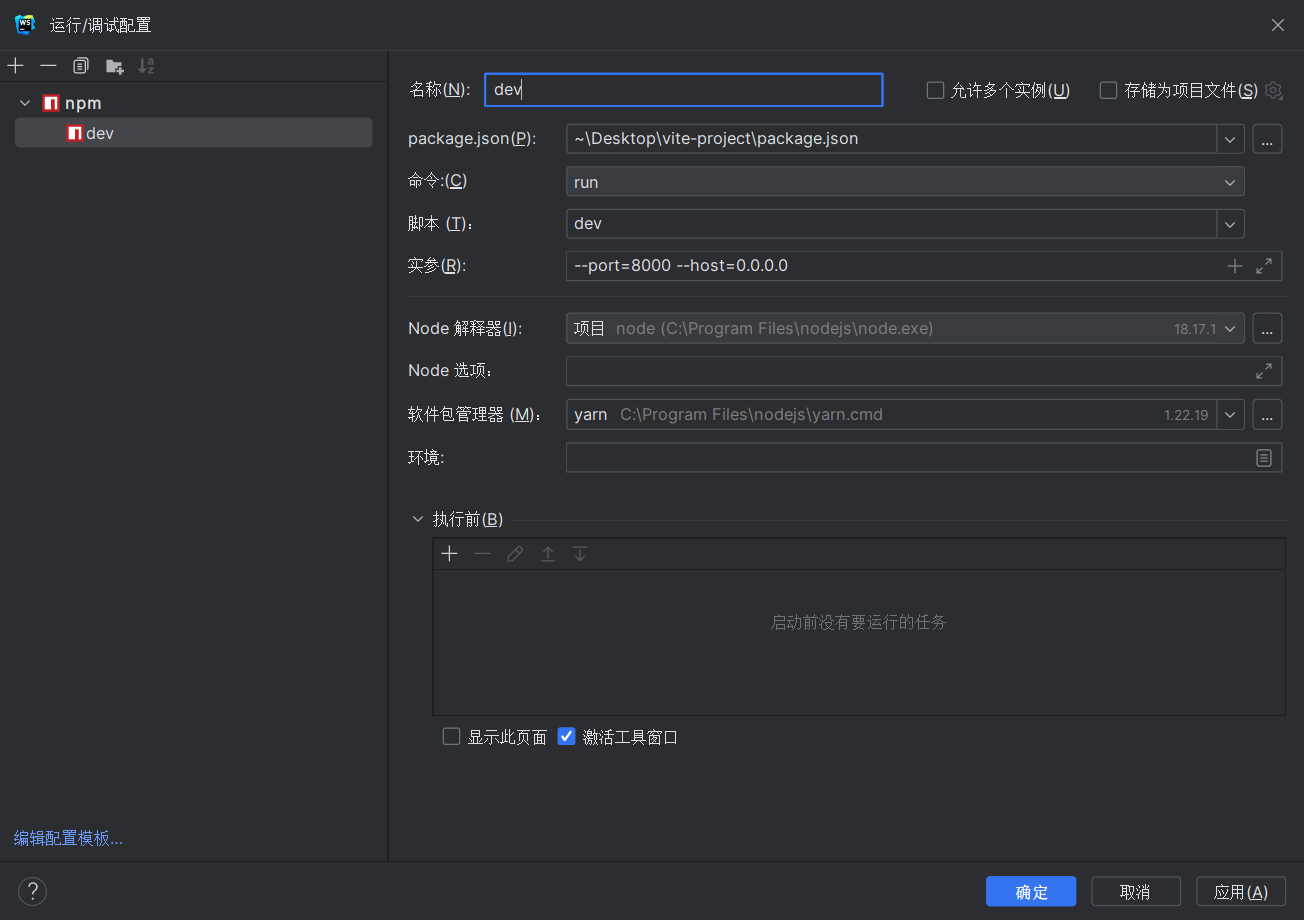 运行/调试配置
npm
dev
编辑配置模板...
名称(N): dev 允许多个实例(U) 存储为项目文件(S)
package.json(P): ~\Desktop\vite-project\package.json ...
命令:(C) run
脚本 (T): dev
实参(R): --port=8000 --host=0.0.0.0
Node 解释器(I): 项目 node (C:\Program Files\nodejs\node.exe) 18.17.1 ...
Node 选项:
软件包管理器 (M): yarn C:\Program Files\nodejs\yarn.cmd 1.22.19 ...
环境:
执行前(B)
启动前没有要运行的任务
显示此页面 激活工具窗口
? 确定 取消 应用(A)